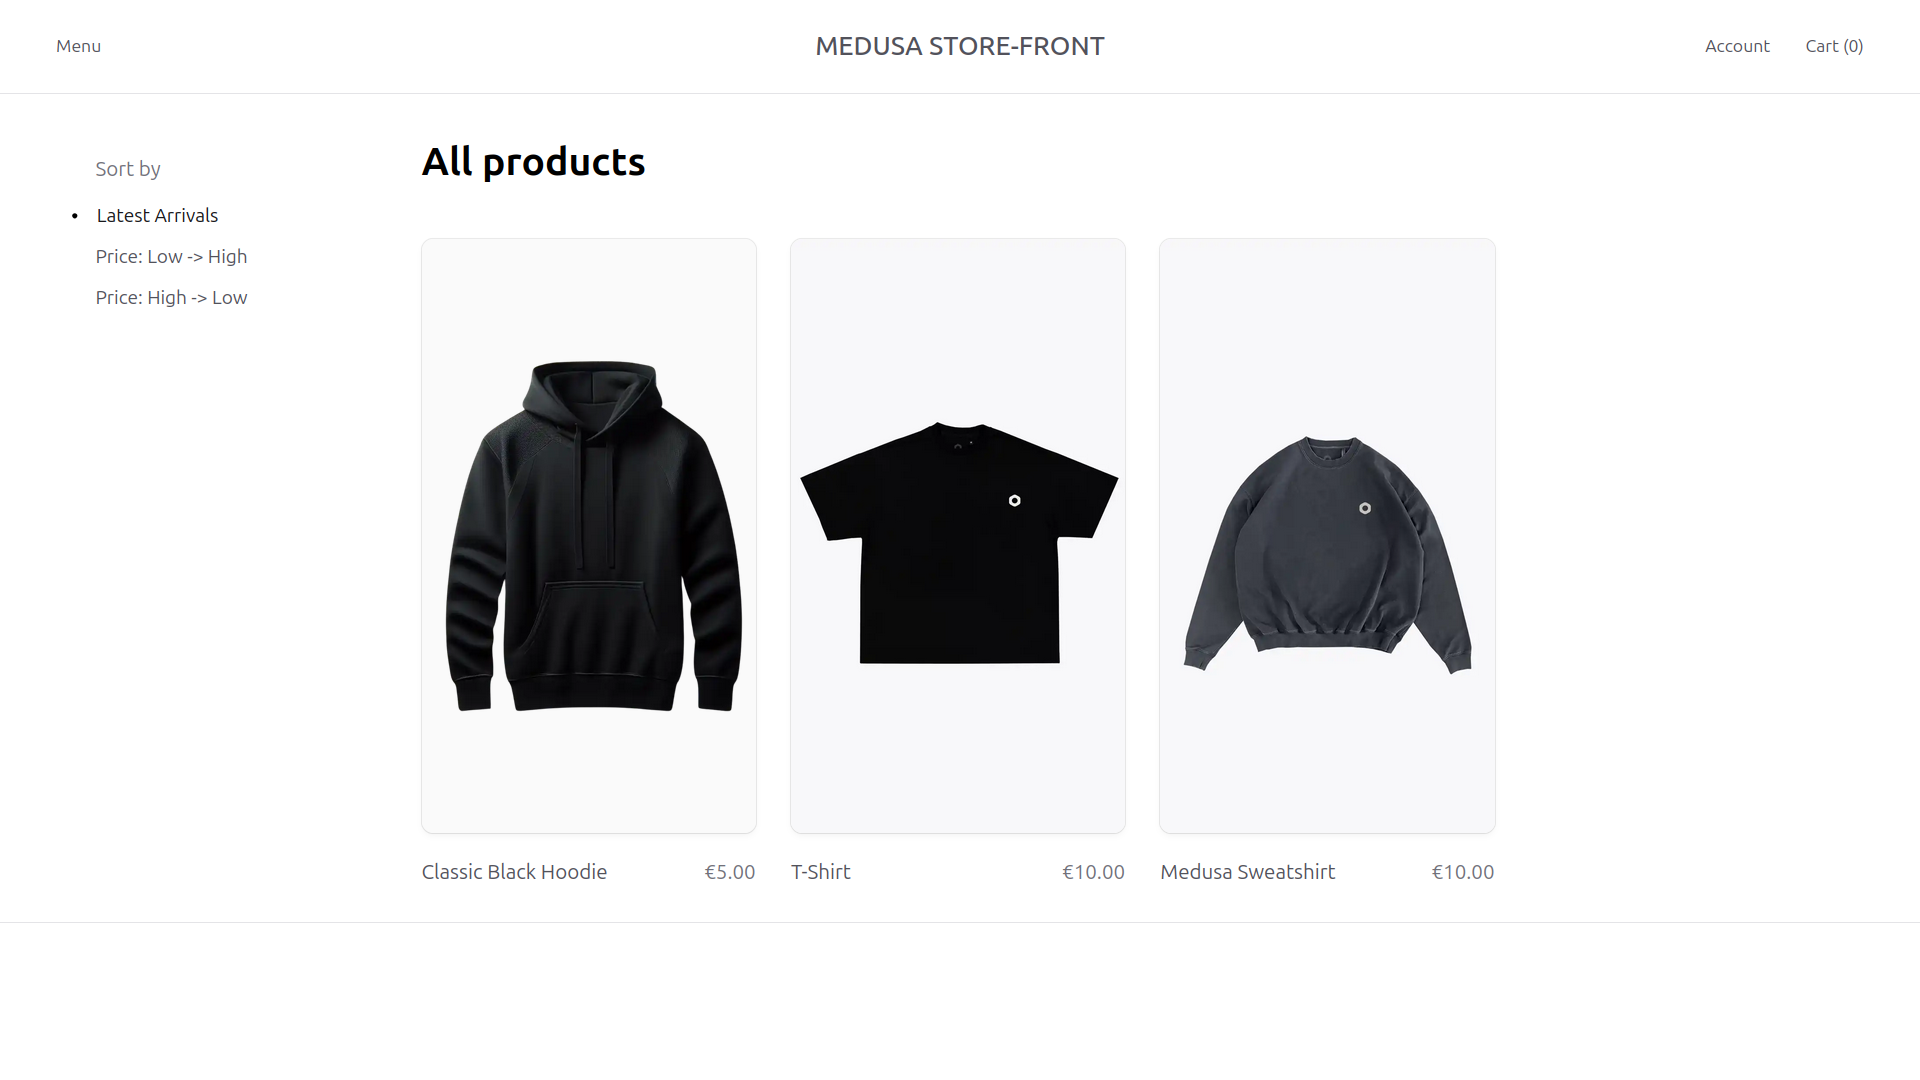 Menu
MEDUSA STORE-FRONT
Account
Cart (0)
Sort by
• Latest Arrivals
Price: Low -> High
Price: High -> Low
All products
Classic Black Hoodie €5.00
T-Shirt €10.00
Medusa Sweatshirt €10.00